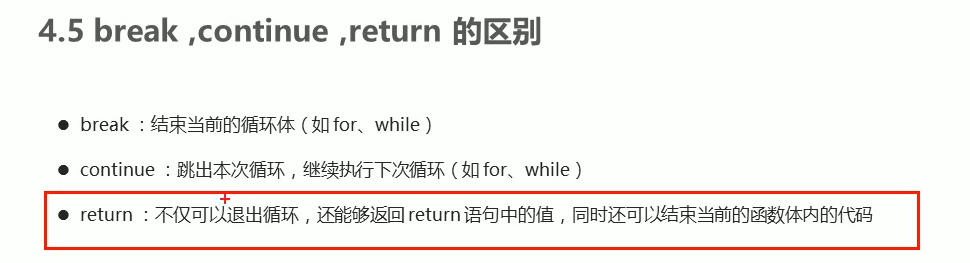 4.5 break ,continue ,return 的区别
● break ：结束当前的循环体（如 for、while）
● continue ：跳出本次循环，继续执行下次循环（如 for、while）
● return ：不仅可以退出循环，还能够返回 return 语句中的值，同时还可以结束当前的函数体内的代码